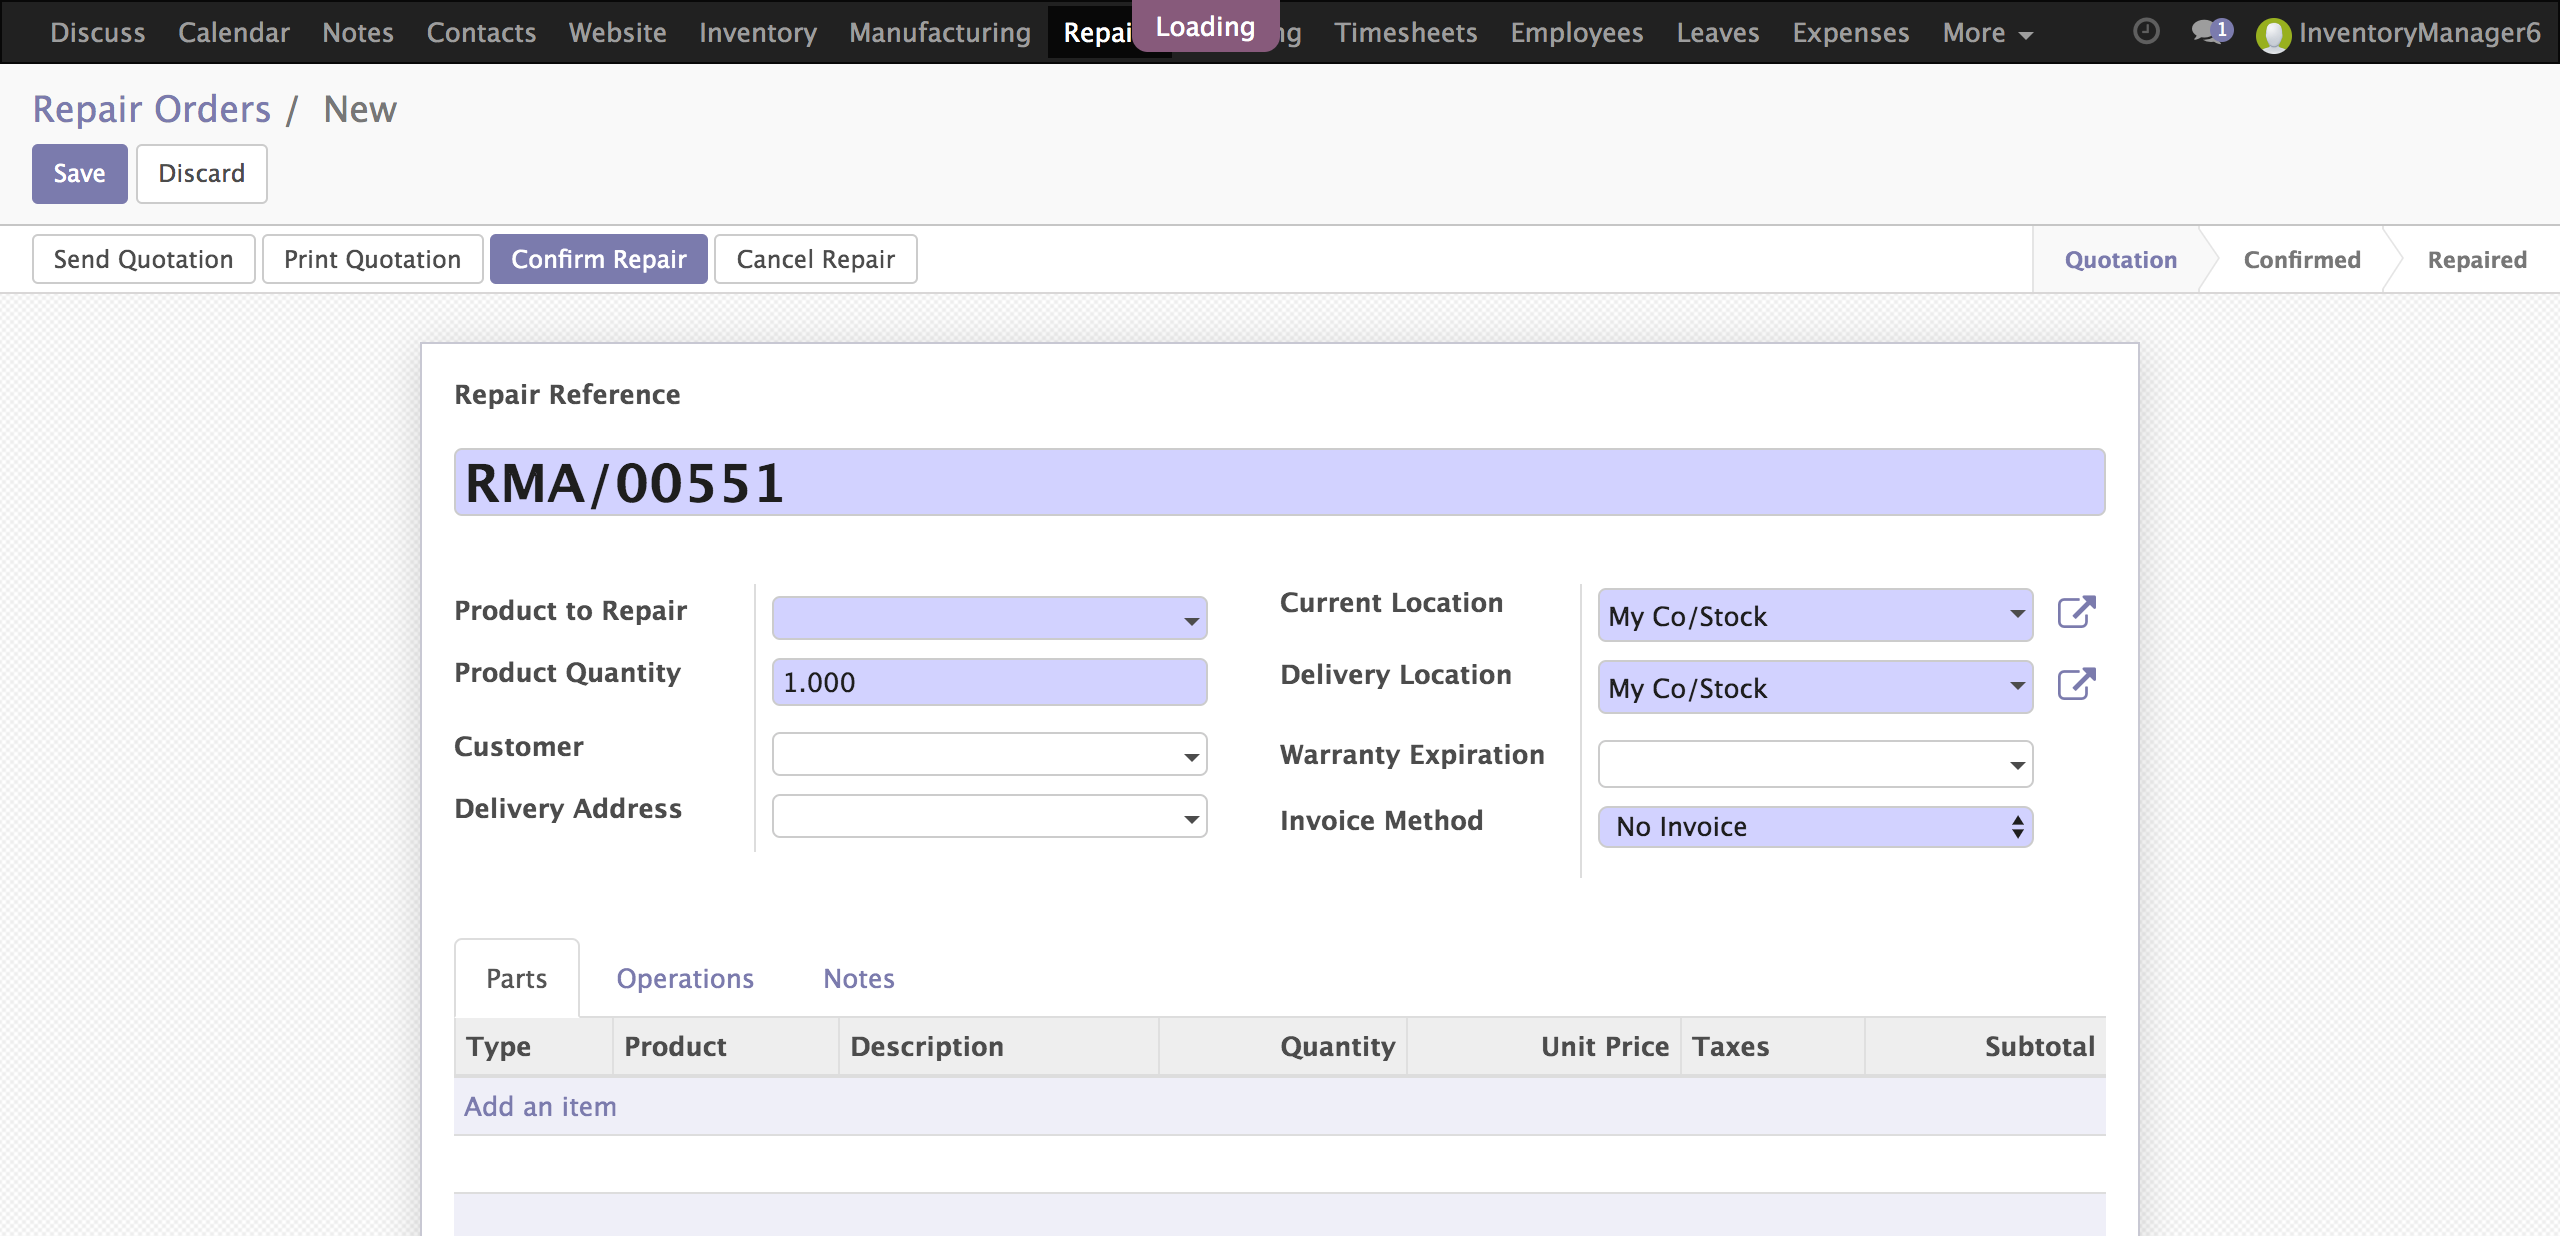 Discuss Calendar Notes Contacts Website Inventory Manufacturing Repai Loading ng Timesheets Employees Leaves Expenses More 1 InventoryManager6
Repair Orders / New
Save Discard
Send Quotation Print Quotation Confirm Repair Cancel Repair Quotation Confirmed Repaired
Repair Reference
RMA/00551
Product to Repair
Product Quantity 1.000
Customer
Delivery Address
Current Location My Co/Stock
Delivery Location My Co/Stock
Warranty Expiration
Invoice Method No Invoice
Parts Operations Notes
Type Product Description Quantity Unit Price Taxes Subtotal
Add an item